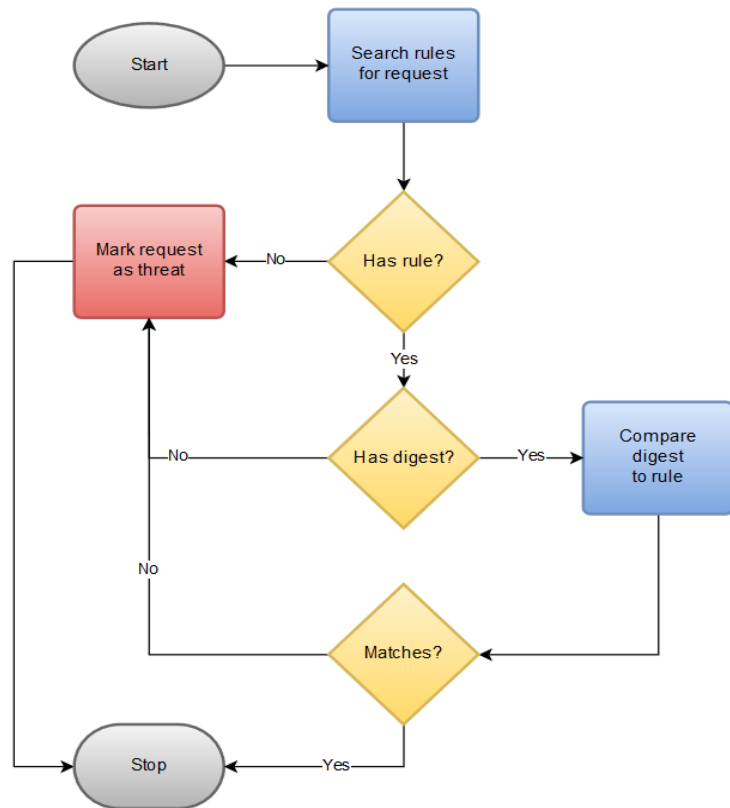 Start
Search rules
for request
Mark request
as threat
No
Has rule?
Yes
No
Has digest?
Yes
Compare
digest
to rule
No
Matches?
Stop
Yes